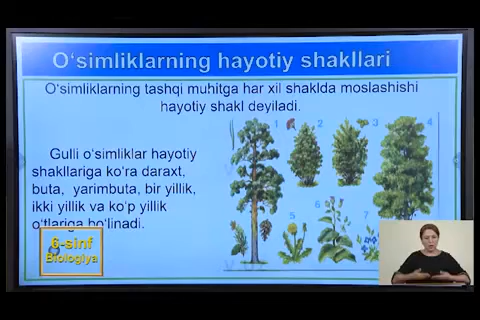 O‘simliklarning hayotiy shakllari
O‘simliklarning tashqi muhitga har xil shaklda moslashishi
hayotiy shakl deyiladi.
Gulli o‘simliklar hayotiy
shakllariga ko‘ra daraxt,
buta, yarimbuta, bir yillik,
ikki yillik va ko‘p yillik
o‘tlariga bo‘linadi.
1 2 3 4
5 6 7
6-sinf
Biologiya